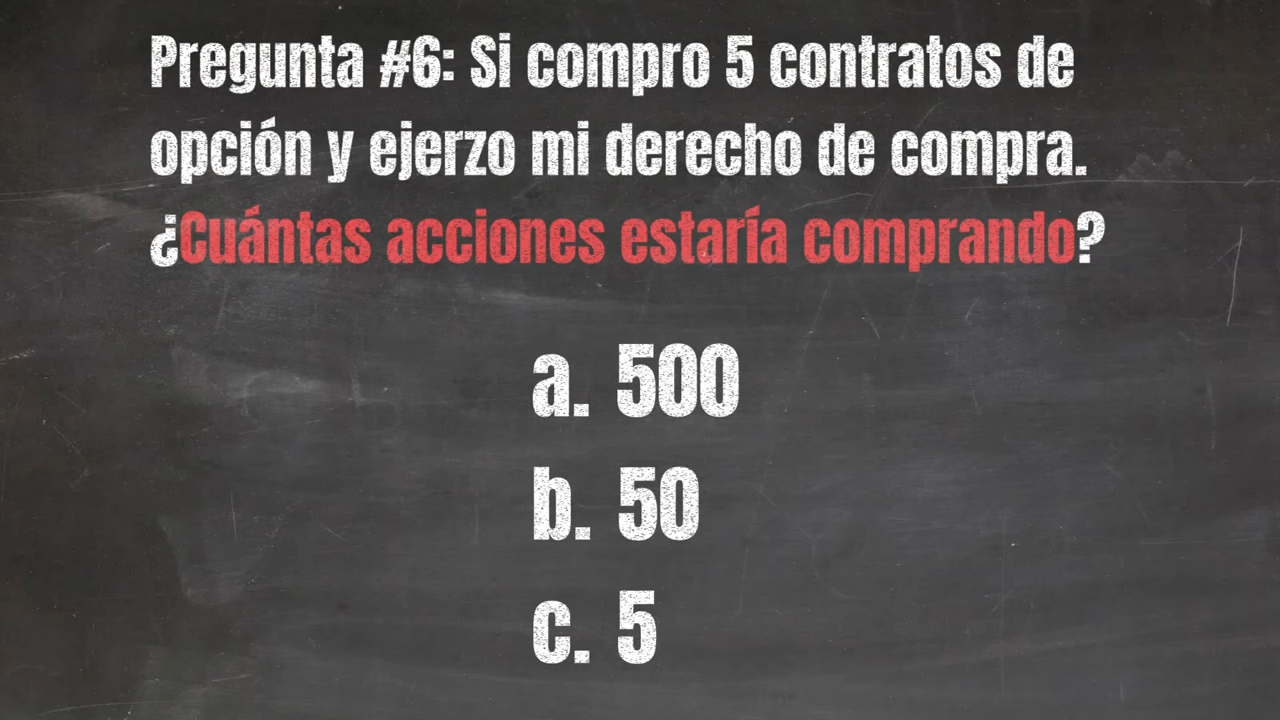 Pregunta #6: Si compro 5 contratos de
opción y ejerzo mi derecho de compra.
¿Cuántas acciones estaría comprando?
a. 500
b. 50
c. 5